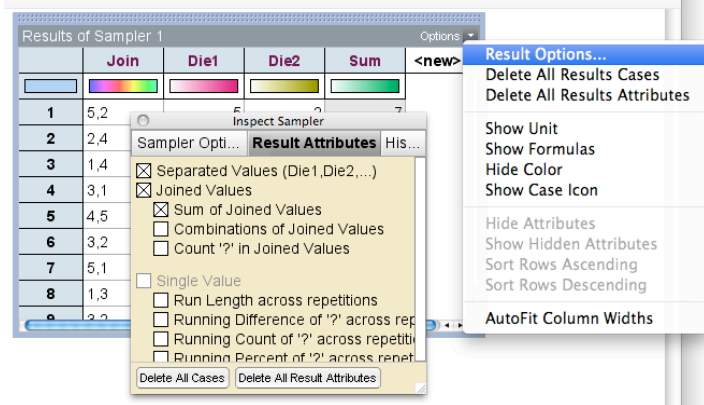 Results of Sampler 1 Options
Join Die1 Die2 Sum <new>
1 5,2 5 2 7
2 2,4
3 1,4
4 3,1
5 4,5
6 3,2
7 5,1
8 1,3
9 3,2
Inspect Sampler
Sampler Opti... Result Attributes His...
Separated Values (Die1,Die2,...)
Joined Values
Sum of Joined Values
Combinations of Joined Values
Count '?' in Joined Values
Single Value
Run Length across repetitions
Running Difference of '?' across rep
Running Count of '?' across repetiti
Running Percent of '?' across repet
Delete All Cases Delete All Result Attributes
Result Options...
Delete All Results Cases
Delete All Results Attributes
Show Unit
Show Formulas
Hide Color
Show Case Icon
Hide Attributes
Show Hidden Attributes
Sort Rows Ascending
Sort Rows Descending
AutoFit Column Widths